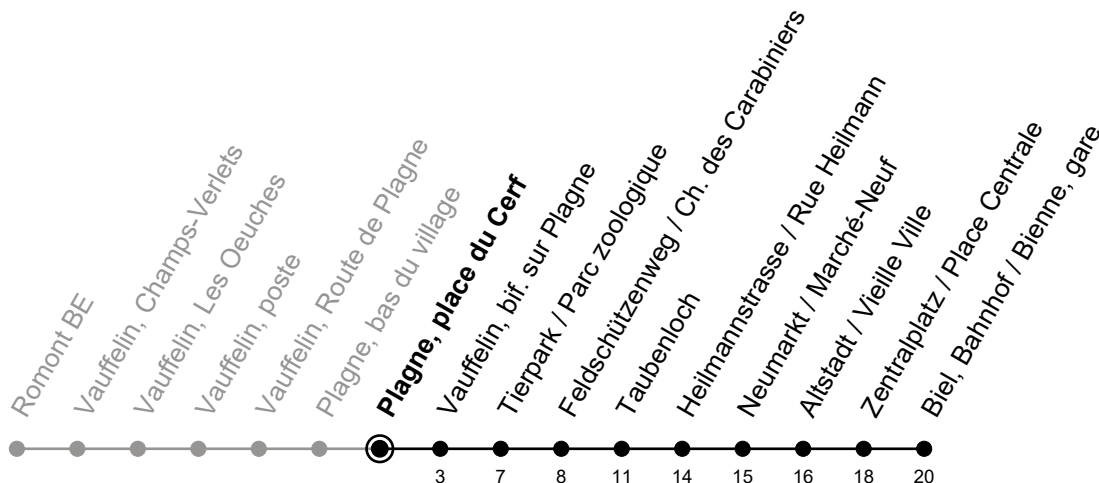 Romont BE
Vauffelin, Champs-Verlets
Vauffelin, Les Oeuches
Vauffelin, poste
Vauffelin, Route de Plagne
Plagne, bas du village
Plagne, place du Cerf
Vauffelin, bif. sur Plagne
Tierpark / Parc zoologique
Feldschützenweg / Ch. des Carabiniers
Taubenloch
Heilmannstrasse / Rue Heilmann
Neumarkt / Marché-Neuf
Altstadt / Vieille Ville
Zentralplatz / Place Centrale
Biel, Bahnhof / Bienne, gare
3 7 8 11 14 15 16 18 20